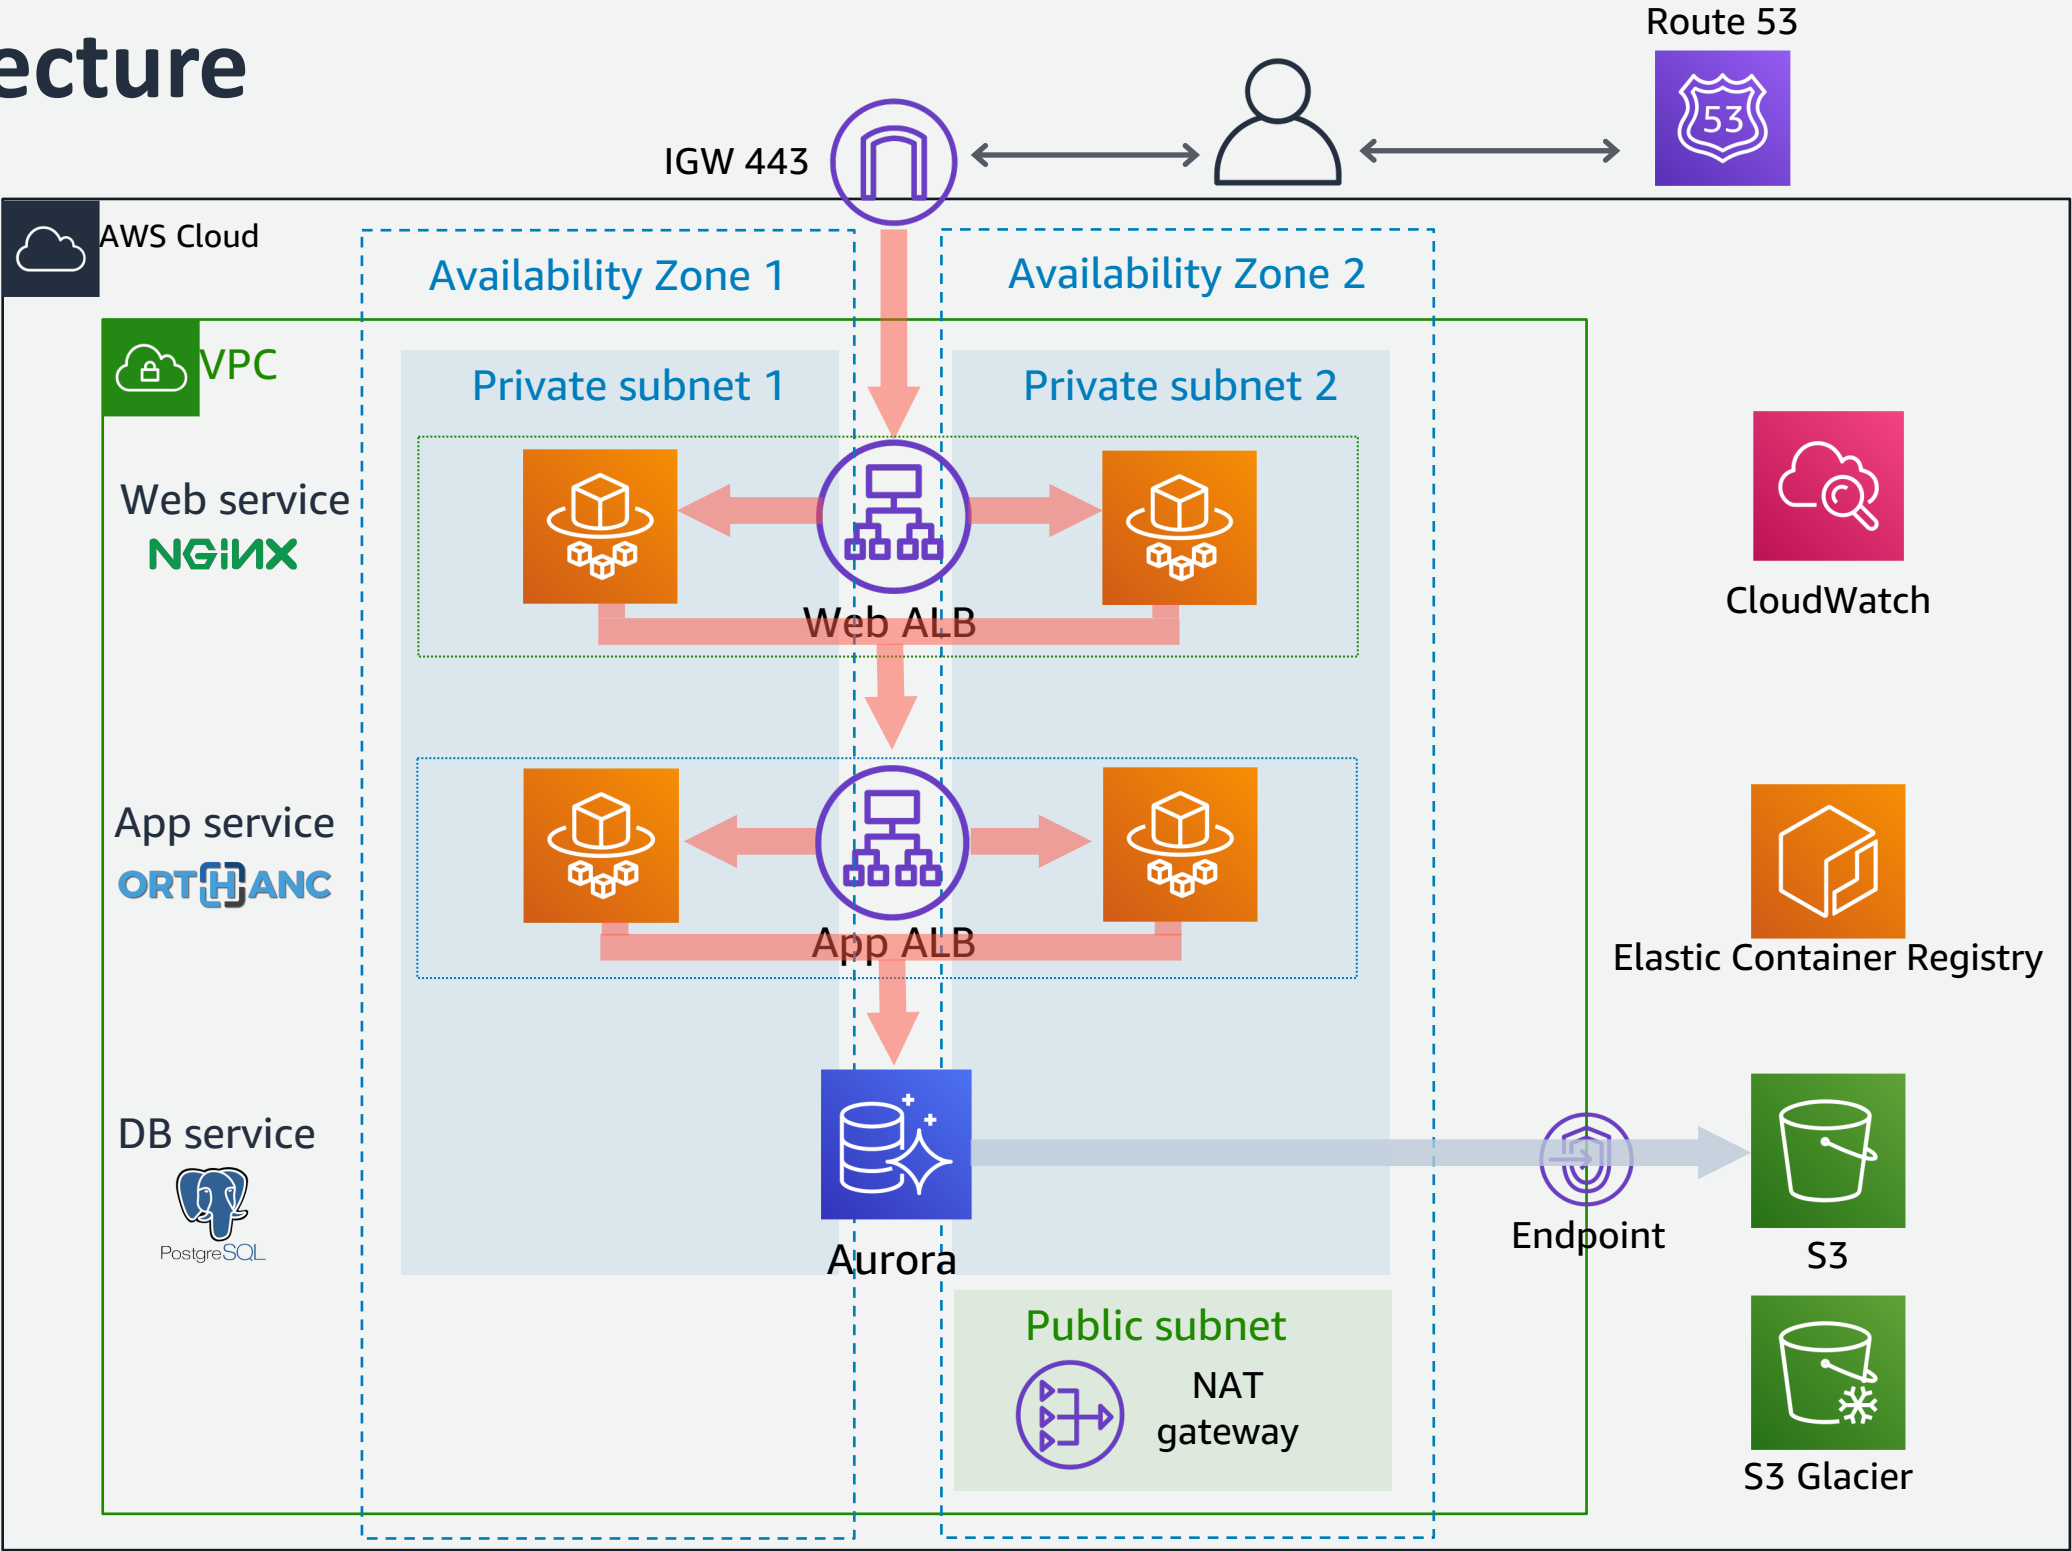 ecture
Route 53
53
IGW 443
AWS Cloud
Availability Zone 1
Availability Zone 2
VPC
Private subnet 1
Private subnet 2
Web service
NGINX
Web ALB
CloudWatch
App service
ORTHANC
App ALB
Elastic Container Registry
DB service
PostgreSQL
Aurora
Endpoint
S3
Public subnet
NAT
gateway
S3 Glacier